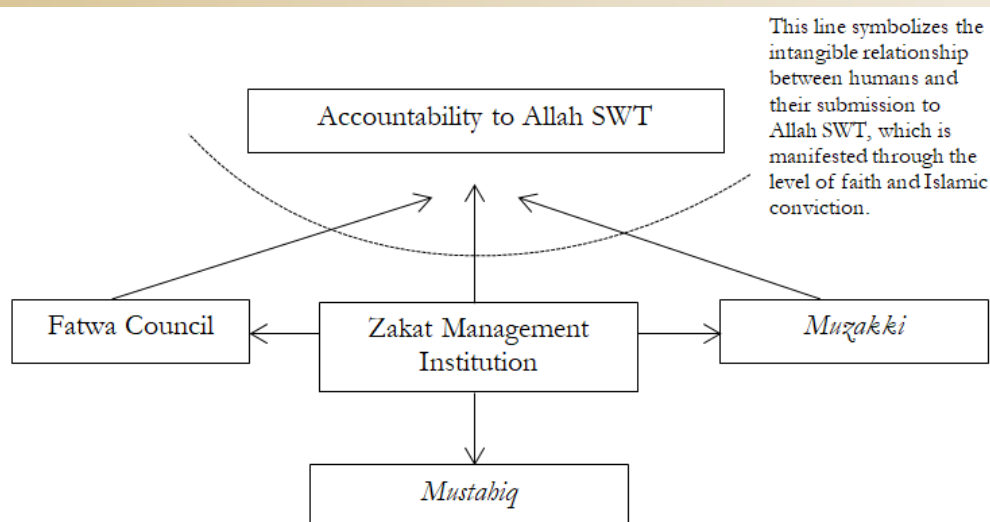 This line symbolizes the
intangible relationship
between humans and
their submission to
Allah SWT, which is
manifested through the
level of faith and Islamic
conviction.
Accountability to Allah SWT
Fatwa Council
Zakat Management
Institution
Muzakki
Mustahiq